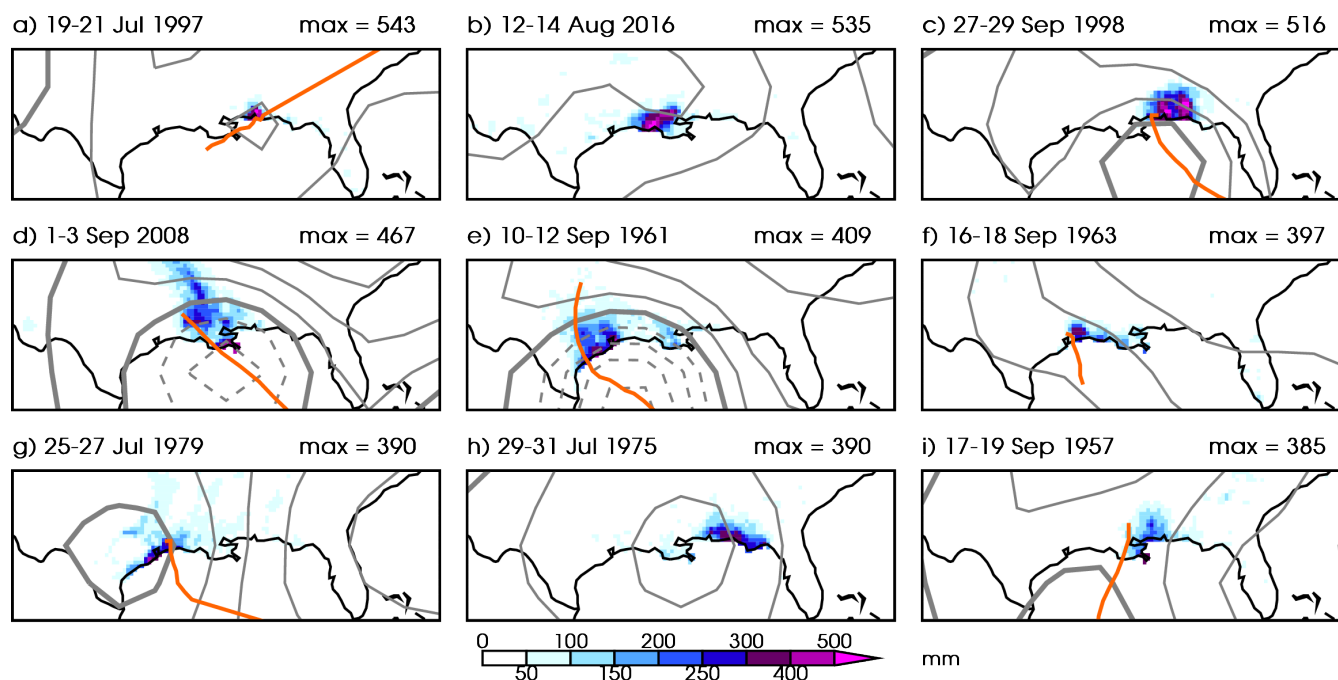 a) 19-21 Jul 1997 max = 543
b) 12-14 Aug 2016 max = 535
c) 27-29 Sep 1998 max = 516
d) 1-3 Sep 2008 max = 467
e) 10-12 Sep 1961 max = 409
f) 16-18 Sep 1963 max = 397
g) 25-27 Jul 1979 max = 390
h) 29-31 Jul 1975 max = 390
i) 17-19 Sep 1957 max = 385
0 100 200 300 500
50 150 250 400
mm